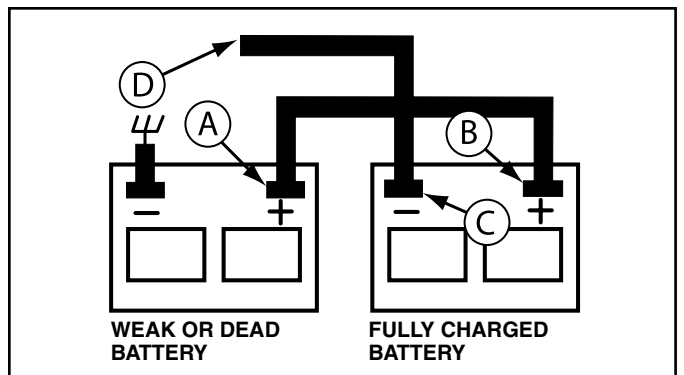 D
A
B
C
− +
− +
WEAK OR DEAD
BATTERY
FULLY CHARGED
BATTERY